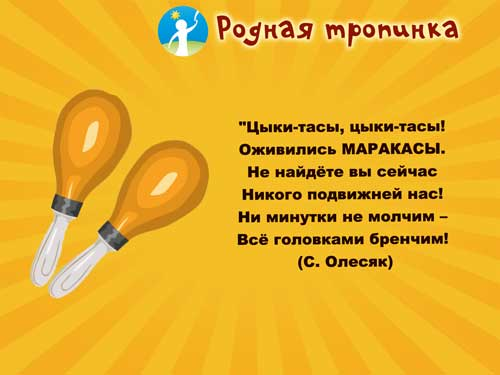 Родная тропинка
"Цыки-тасы, цыки-тасы!
Оживились МАРАКАСЫ.
Не найдёте вы сейчас
Никого подвижней нас!
Ни минутки не молчим –
Всё головками бренчим!
(С. Олесяк)